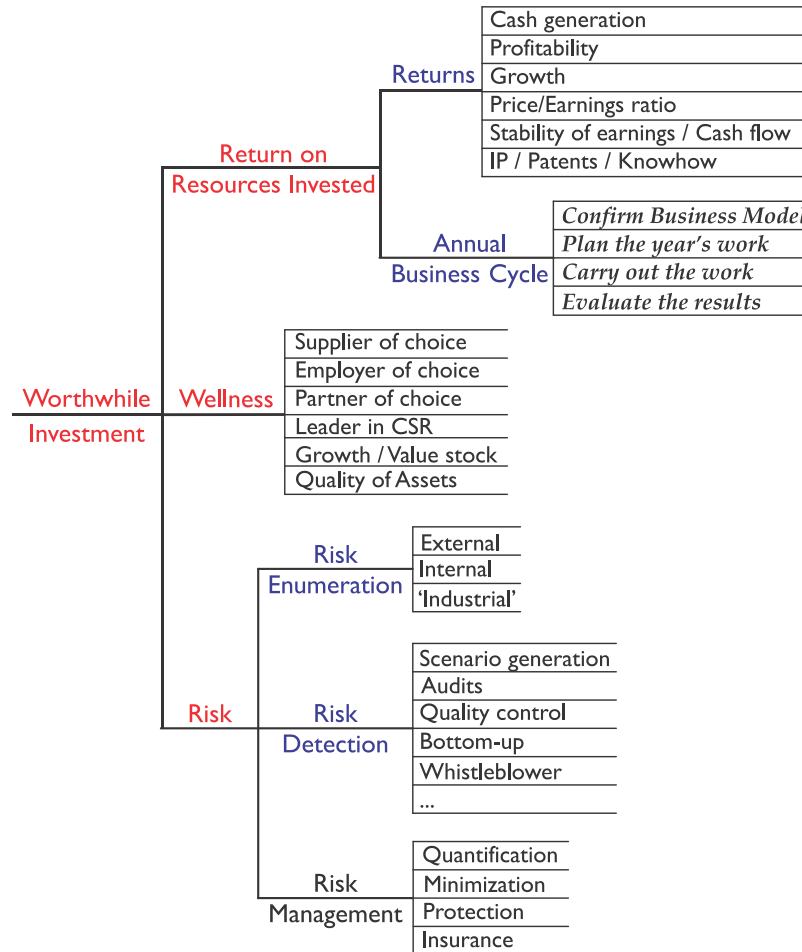 Cash generation
Profitability
Returns
Growth
Price/Earnings ratio
Stability of earnings / Cash flow
IP / Patents / Knowhow
Return on
Resources Invested
Confirm Business Model
Annual
Business Cycle
Plan the year's work
Carry out the work
Evaluate the results
Worthwhile
Investment
Wellness
Supplier of choice
Employer of choice
Partner of choice
Leader in CSR
Growth / Value stock
Quality of Assets
Risk
Risk
Enumeration
External
Internal
‘Industrial’
Risk
Detection
Scenario generation
Audits
Quality control
Bottom-up
Whistleblower
...
Risk
Management
Quantification
Minimization
Protection
Insurance